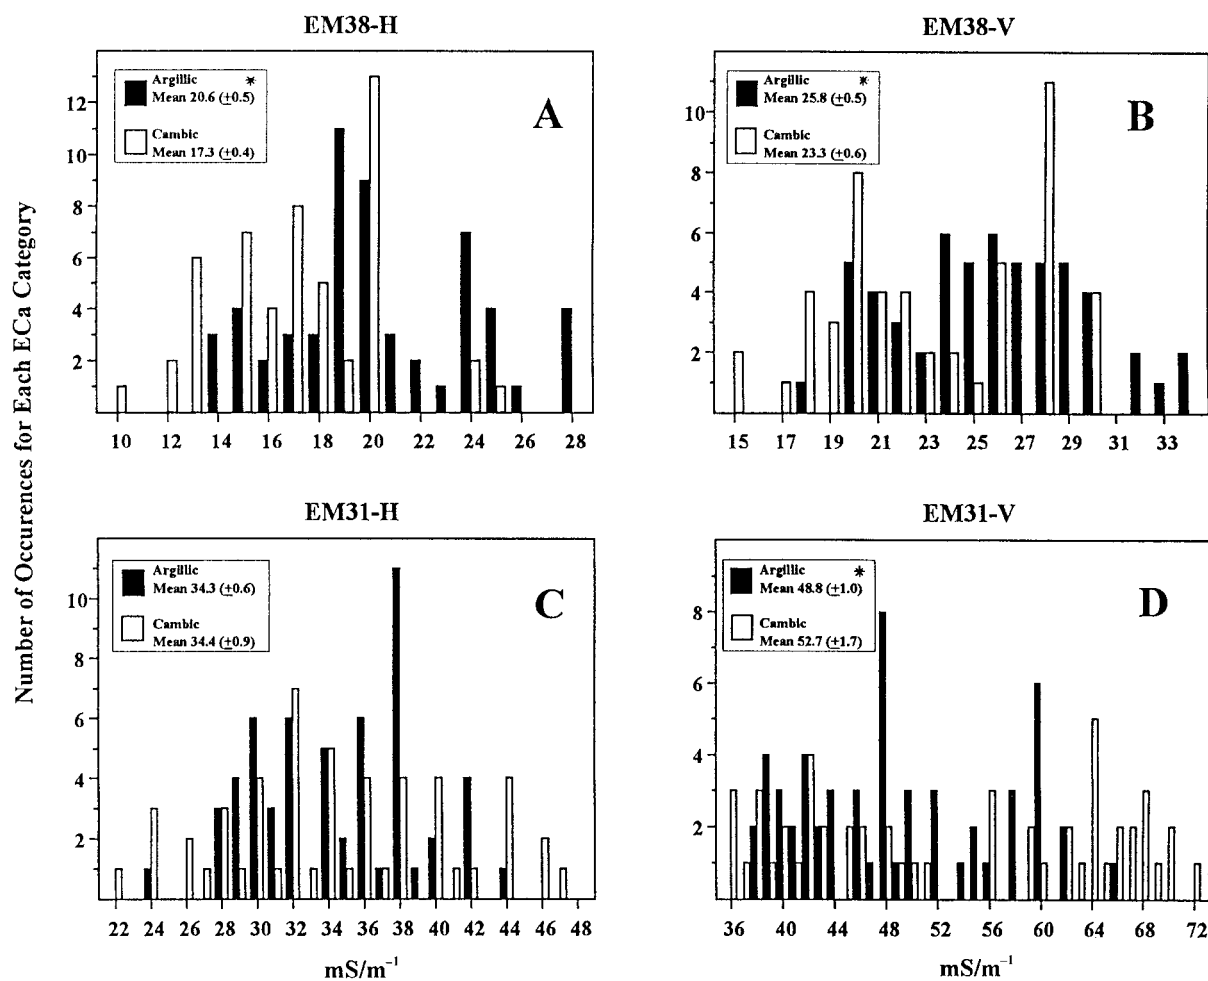 EM38-H
Argillic *
Mean 20.6 (±0.5)
Cambic
Mean 17.3 (±0.4)
A
12
10
8
6
4
2
10 12 14 16 18 20 22 24 26 28
EM38-V
Argillic *
Mean 25.8 (±0.5)
Cambic
Mean 23.3 (±0.6)
B
10
8
6
4
2
15 17 19 21 23 25 27 29 31 33
Number of Occurences for Each ECa Category
EM31-H
Argillic
Mean 34.3 (±0.6)
Cambic
Mean 34.4 (±0.9)
C
10
8
6
4
2
22 24 26 28 30 32 34 36 38 40 42 44 46 48
mS/m⁻¹
EM31-V
Argillic *
Mean 48.8 (±1.0)
Cambic
Mean 52.7 (±1.7)
D
8
6
4
2
36 40 44 48 52 56 60 64 68 72
mS/m⁻¹